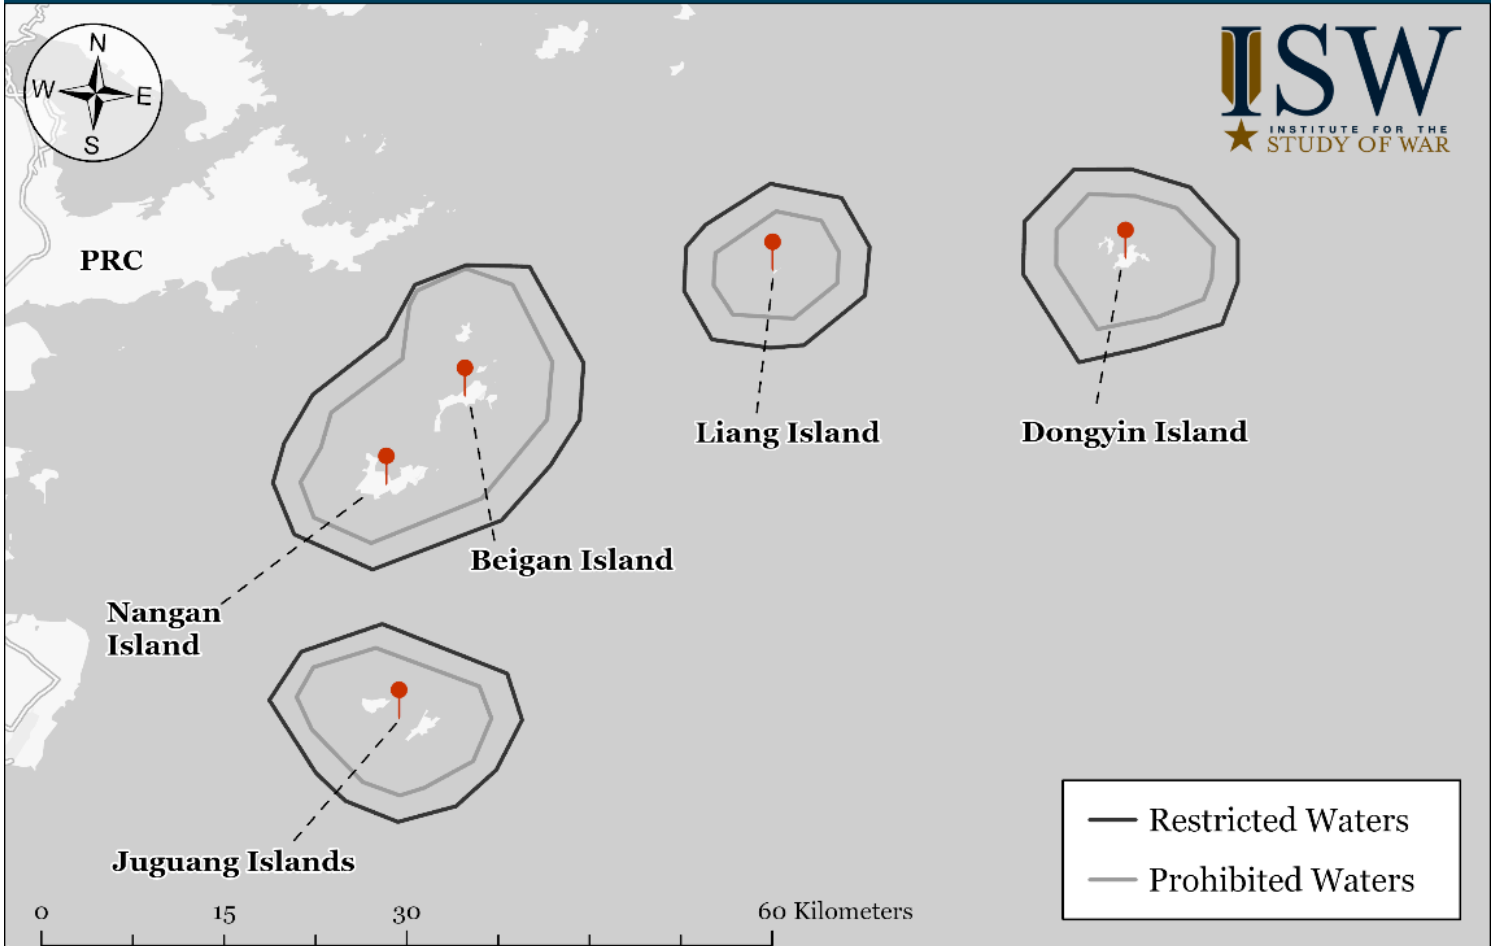 N
W E
S
ISW
INSTITUTE FOR THE
STUDY OF WAR
PRC
Liang Island
Dongyin Island
Beigan Island
Nangan
Island
Juguang Islands
Restricted Waters
Prohibited Waters
0 15 30 60 Kilometers